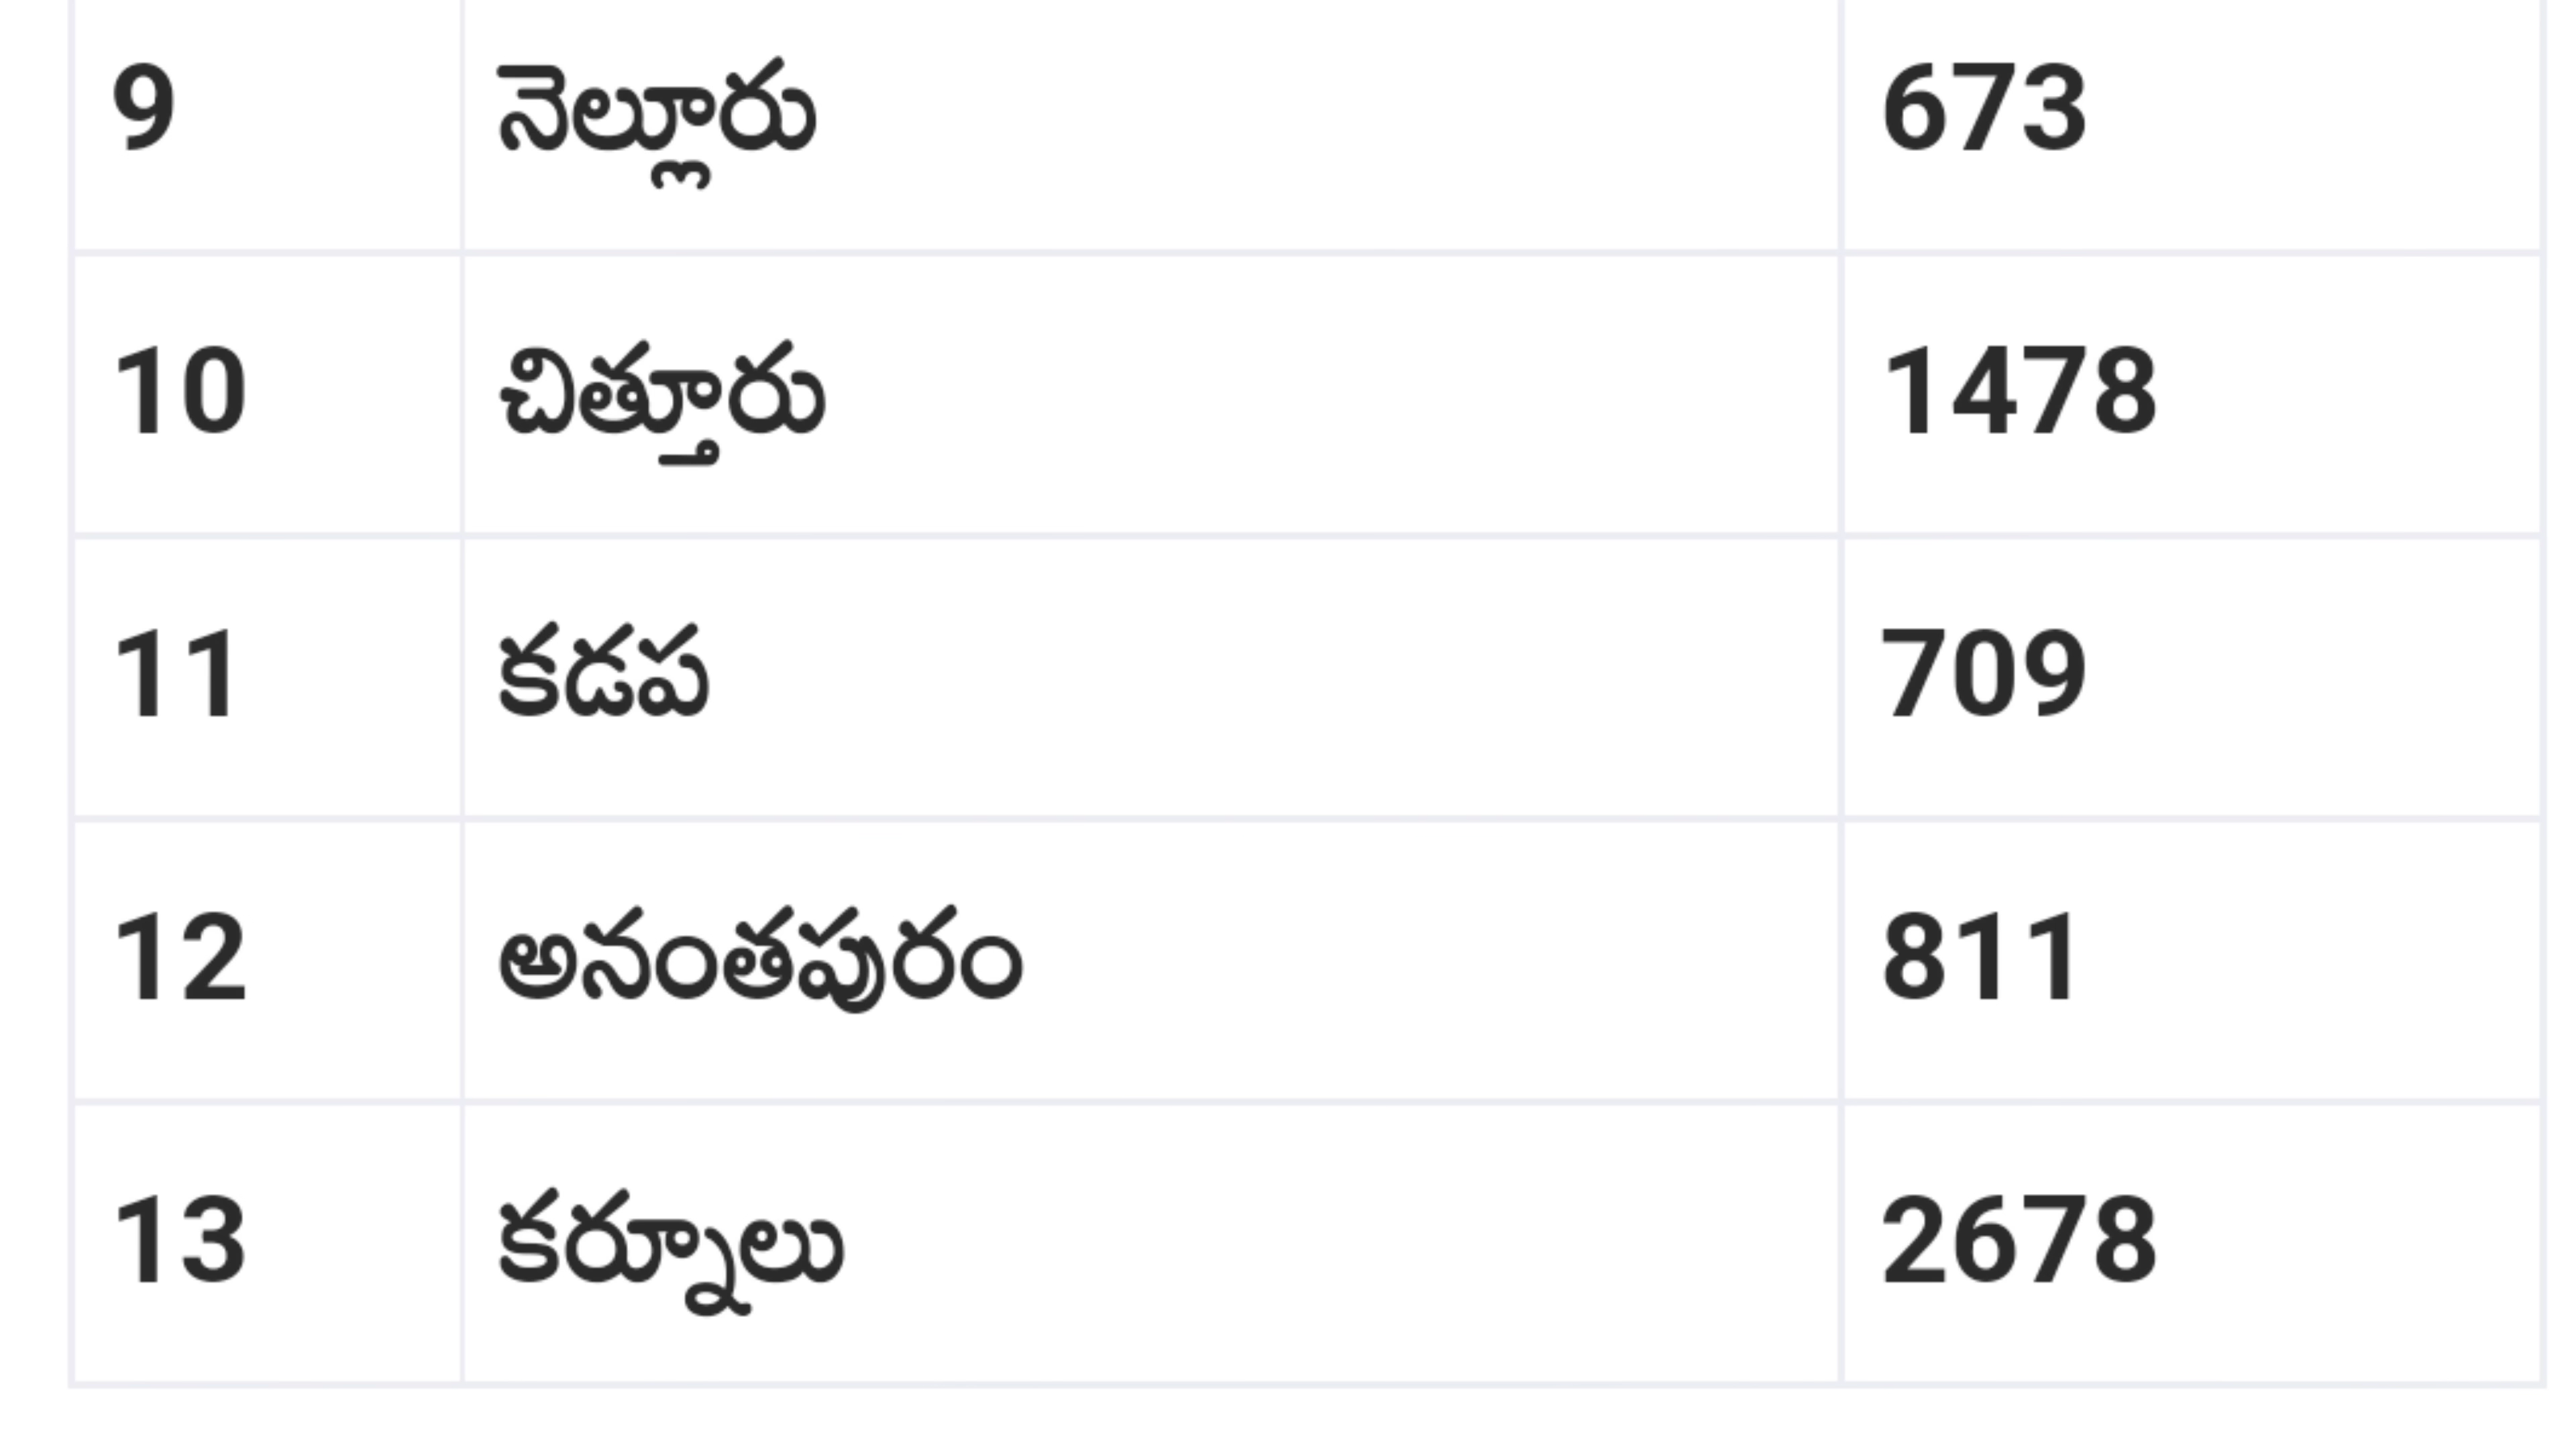 9 నెల్లూరు 673
10 చిత్తూరు 1478
11 కడప 709
12 అనంతపురం 811
13 కర్నూలు 2678